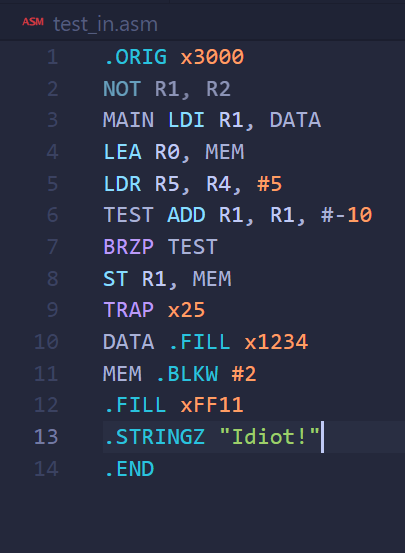 ASM test_in.asm
1 .ORIG x3000
2 NOT R1, R2
3 MAIN LDI R1, DATA
4 LEA R0, MEM
5 LDR R5, R4, #5
6 TEST ADD R1, R1, #-10
7 BRZP TEST
8 ST R1, MEM
9 TRAP x25
10 DATA .FILL x1234
11 MEM .BLKW #2
12 .FILL xFF11
13 .STRINGZ "Idiot!"
14 .END